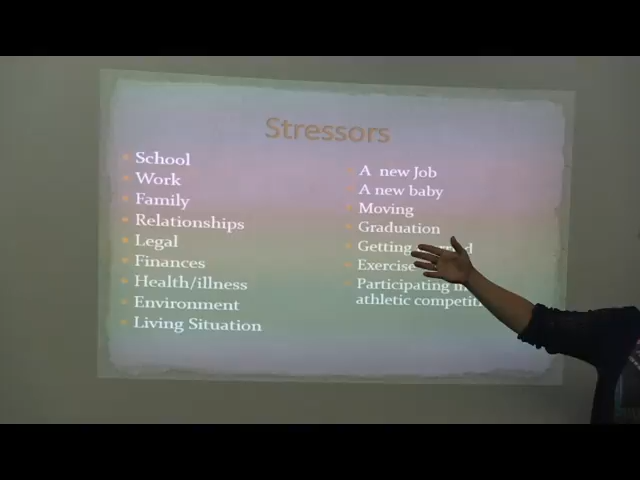 Stressors
School
Work
Family
Relationships
Legal
Finances
Health/illness
Environment
Living Situation
A new Job
A new baby
Moving
Graduation
Getting
Exercise
Participating in
athletic